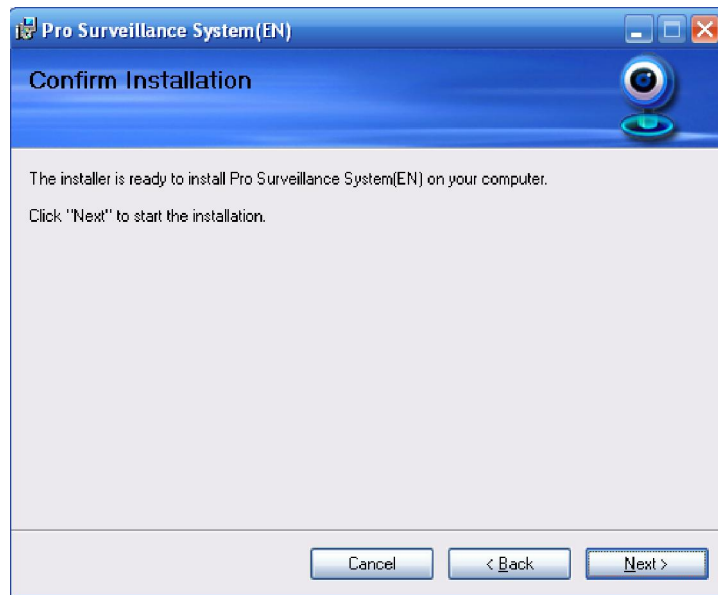 Pro Surveillance System(EN)
Confirm Installation
The installer is ready to install Pro Surveillance System(EN) on your computer.
Click "Next" to start the installation.
Cancel
< Back
Next >